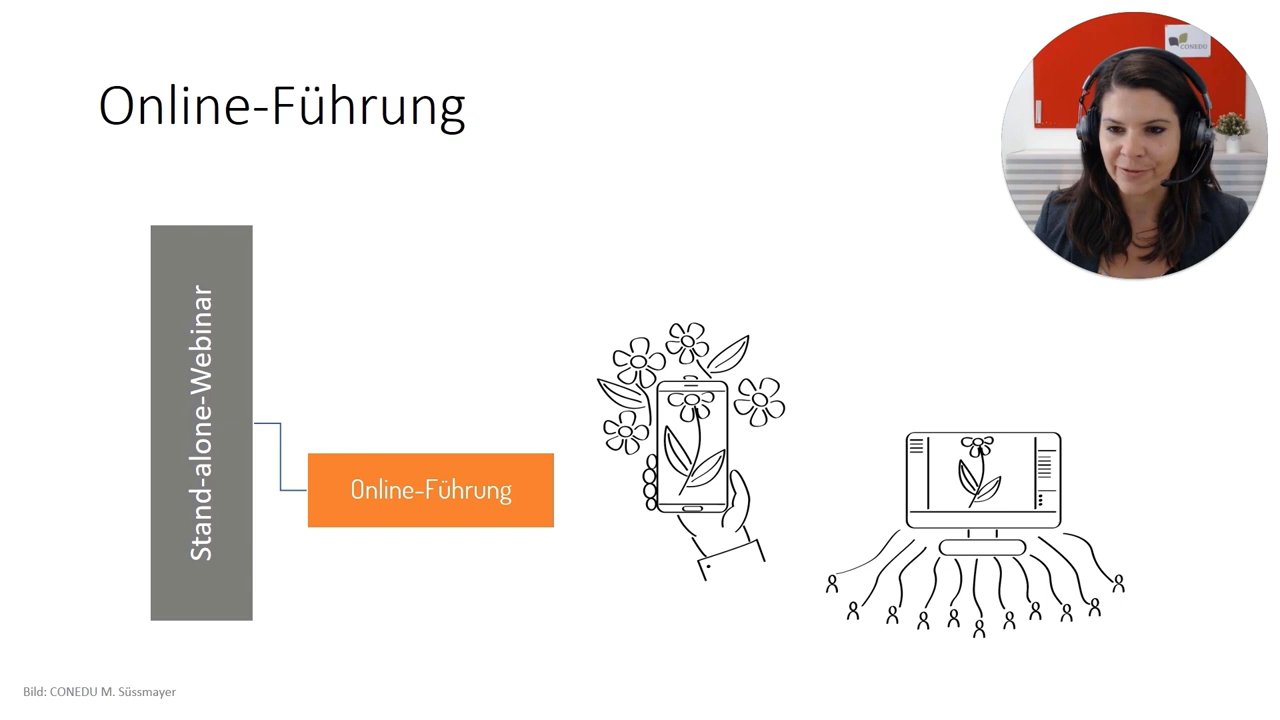 Online-Führung
CONEDU
Stand-alone-Webinar
Online-Führung
Bild: CONEDU M. Süssmayer